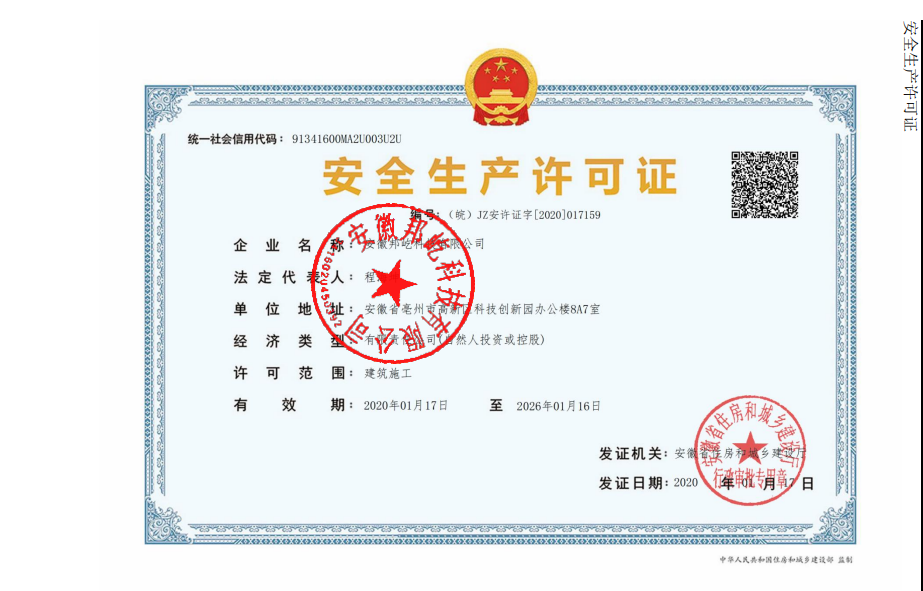 安全生产许可证
统一社会信用代码： 91341600MA2U003U2U
安全生产许可证
编号：（皖）JZ安许证字[2020]017159
企业名称： 安徽邦屹科技有限公司
法定代表人： 程
单位地址： 安徽省亳州市高新区科技创新园办公楼8A7室
经济类型： 有限责任公司(自然人投资或控股)
许可范围： 建筑施工
有效期： 2020年01月17日 至 2026年01月16日
安徽邦屹科技有限公司
发证机关： 安徽省住房和城乡建设厅
发证日期： 2020 年 01 月 17 日
安徽省住房和城乡建设厅
行政审批专用章
中华人民共和国住房和城乡建设部 监制